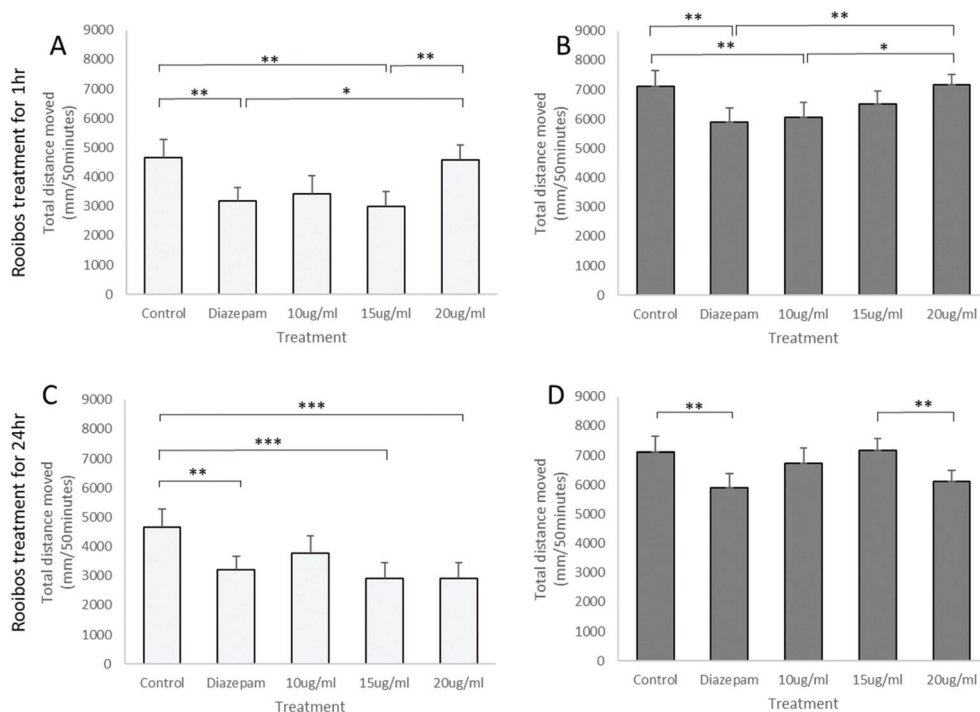 Rooibos treatment for 1hr
A
Total distance moved
(mm/50minutes)
9000
8000
7000
6000
5000
4000
3000
2000
1000
0
**
**
**
*
Control Diazepam 10ug/ml 15ug/ml 20ug/ml
Treatment
B
Total distance moved
(mm/50minutes)
9000
8000
7000
6000
5000
4000
3000
2000
1000
0
**
**
**
*
Control Diazepam 10ug/ml 15ug/ml 20ug/ml
Treatment
Rooibos treatment for 24hr
C
Total distance moved
(mm/50minutes)
9000
8000
7000
6000
5000
4000
3000
2000
1000
0
***
***
**
Control Diazepam 10ug/ml 15ug/ml 20ug/ml
Treatment
D
Total distance moved
(mm/50minutes)
9000
8000
7000
6000
5000
4000
3000
2000
1000
0
**
**
Control Diazepam 10ug/ml 15ug/ml 20ug/ml
Treatment